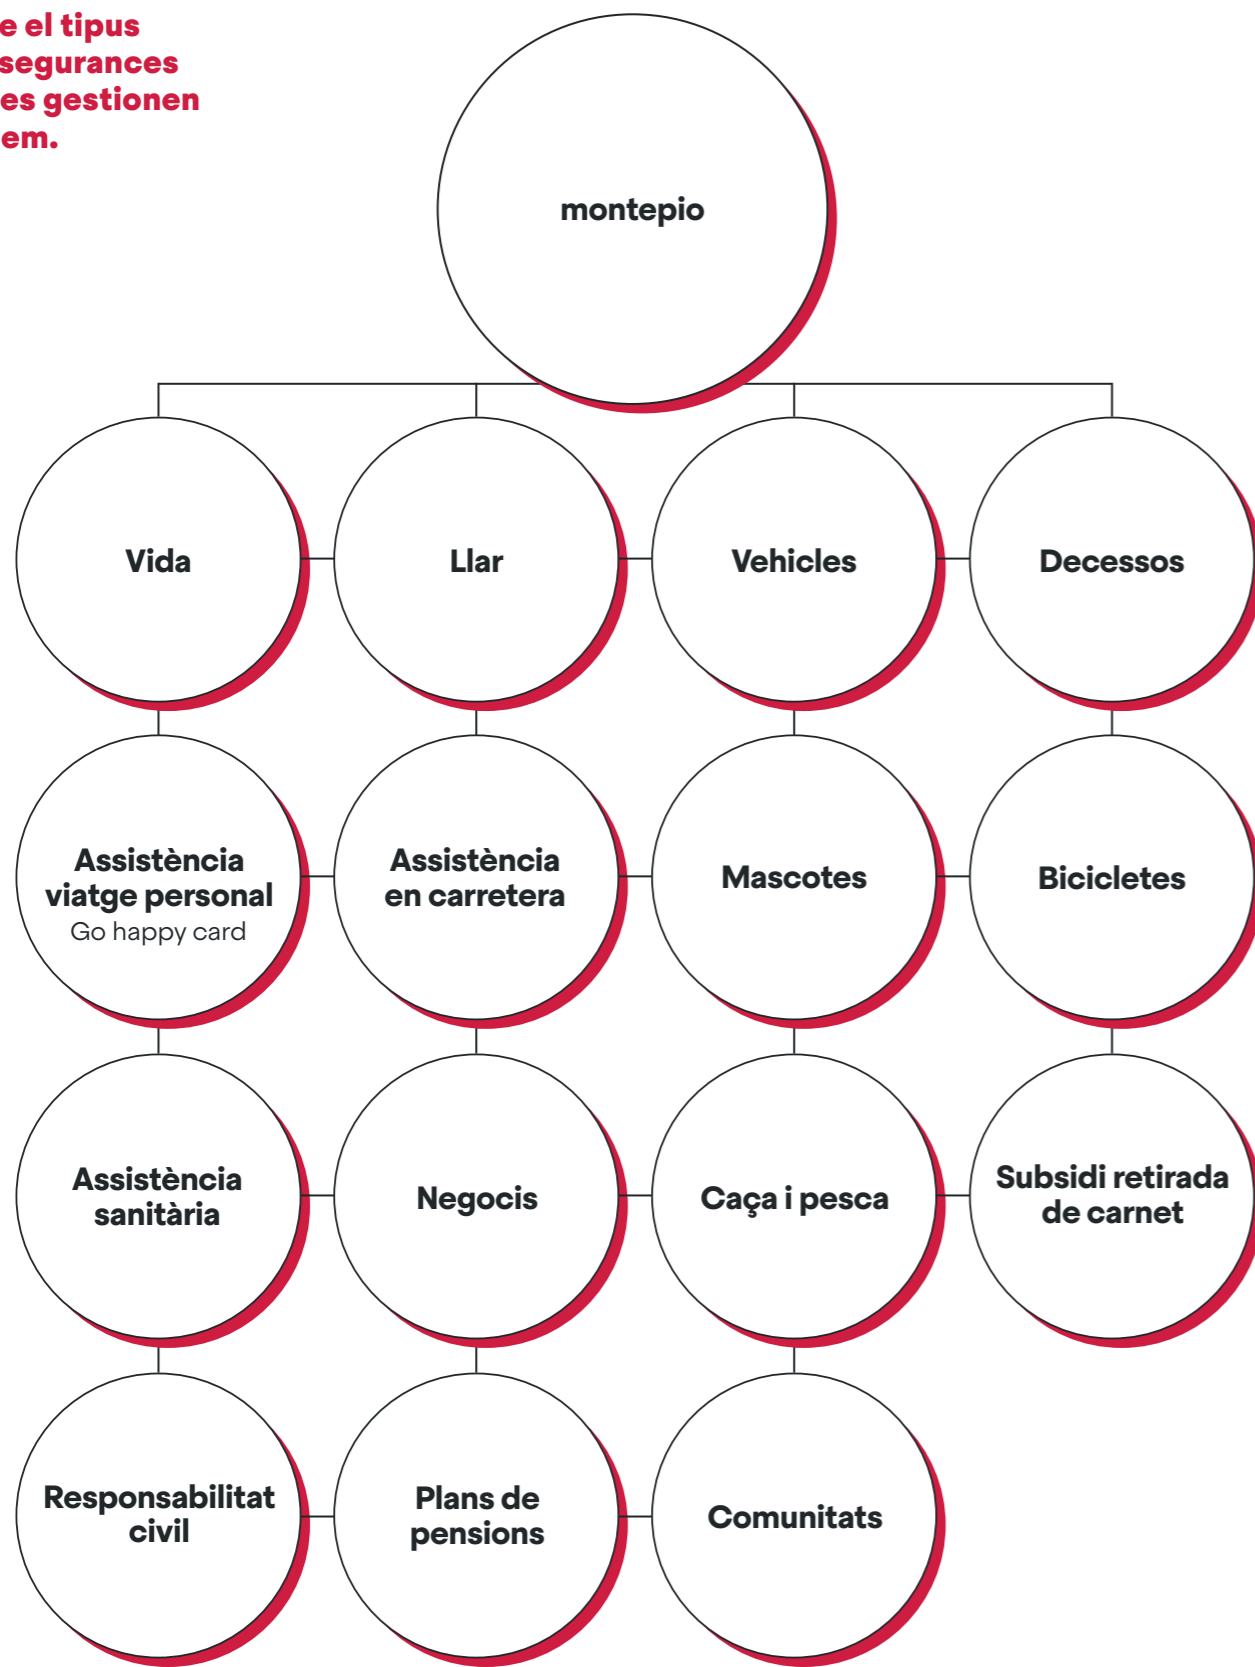 e el tipus
segurances
es gestionen
em.
montepio
Vida
Llar
Vehicles
Decessos
Assistència
viatge personal
Go happy card
Assistència
en carretera
Mascotes
Bicicletes
Assistència
sanitària
Negocis
Caça i pesca
Subsidi retirada
de carnet
Responsabilitat
civil
Plans de
pensions
Comunitats